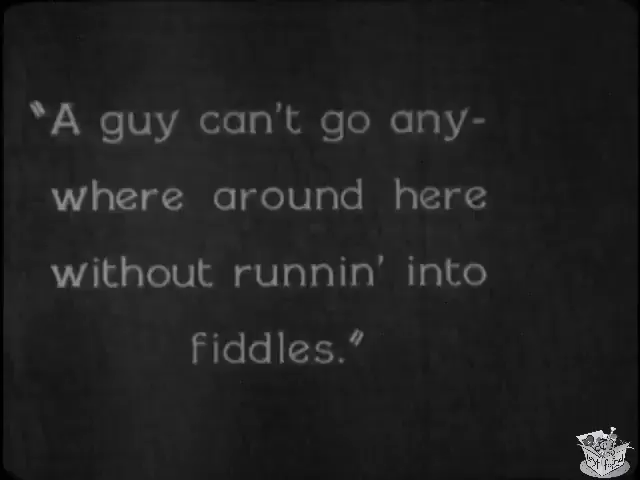 "A guy can't go any-
where around here
without runnin' into
fiddles."